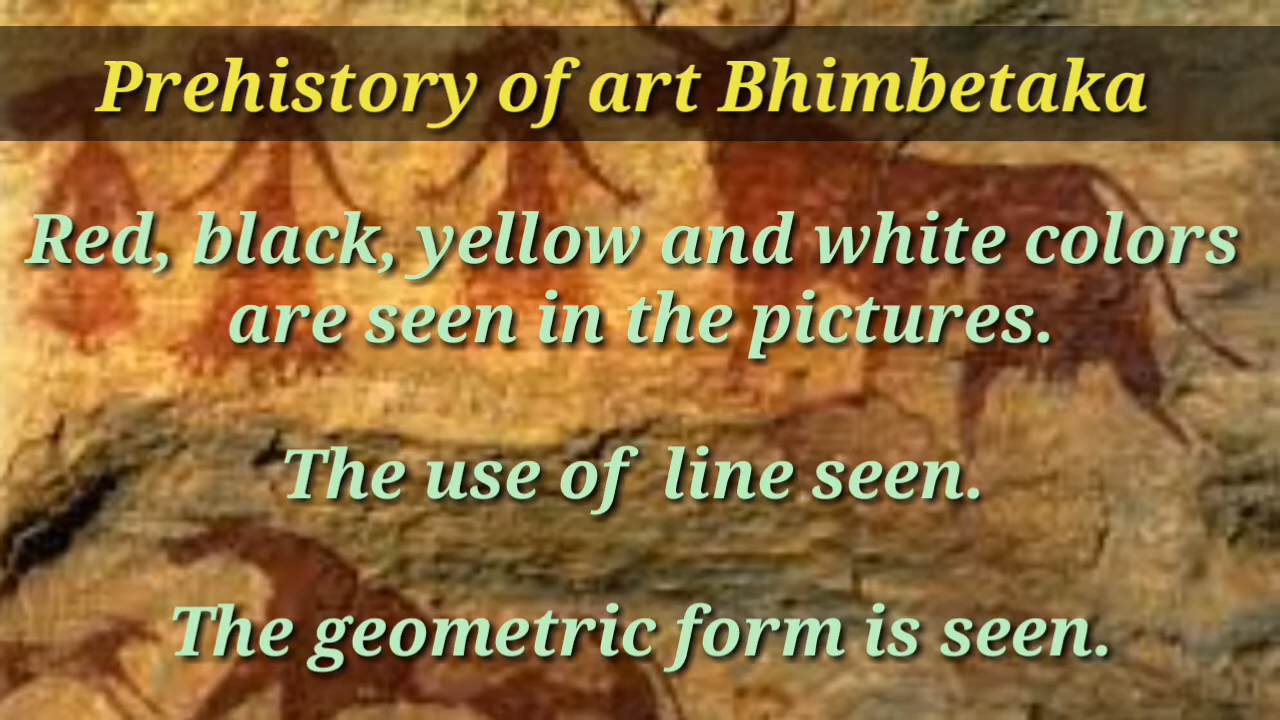 Prehistory of art Bhimbetaka
Red, black, yellow and white colors
are seen in the pictures.
The use of line seen.
The geometric form is seen.